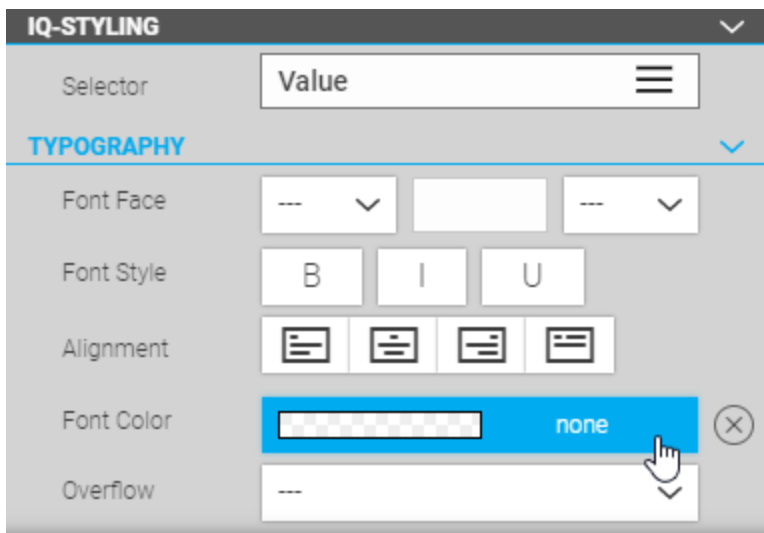 IQ-STYLING
Selector Value
TYPOGRAPHY
Font Face --- ---
Font Style B I U
Alignment
Font Color none
Overflow ---